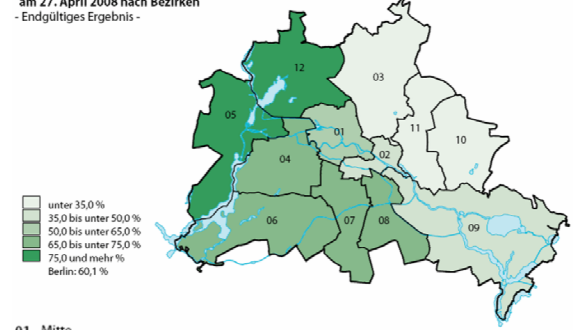 am 27. April 2008 nach Bezirken
- Endgültiges Ergebnis -
12
03
05
01
11
10
02
04
06
07
08
09
unter 35,0 %
35,0 bis unter 50,0 %
50,0 bis unter 65,0 %
65,0 bis unter 75,0 %
75,0 und mehr %
Berlin: 60,1 %
01 Mitte